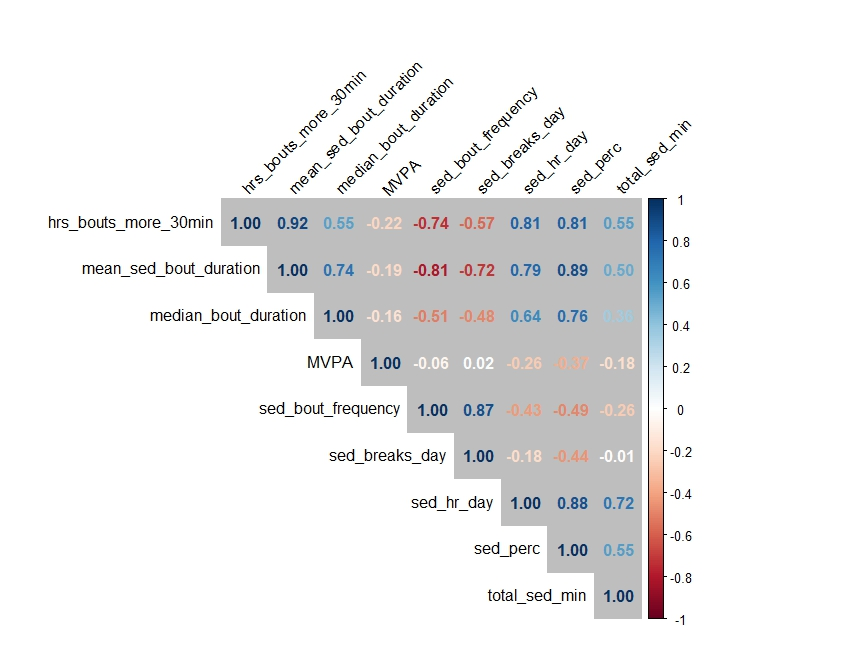 hrs_bouts_more_30min
mean_sed_bout_duration
median_bout_duration
MVPA
sed_bout_frequency
sed_breaks_day
sed_hr_day
sed_perc
total_sed_min
hrs_bouts_more_30min 1.00 0.92 0.55 -0.22 -0.74 -0.57 0.81 0.81 0.55
mean_sed_bout_duration 1.00 0.74 -0.19 -0.81 -0.72 0.79 0.89 0.50
median_bout_duration 1.00 -0.16 -0.51 -0.48 0.64 0.76
MVPA 1.00 -0.06 0.02 -0.26 -0.37 -0.18
sed_bout_frequency 1.00 0.87 -0.43 -0.49 -0.26
sed_breaks_day 1.00 -0.18 -0.44 -0.01
sed_hr_day 1.00 0.88 0.72
sed_perc 1.00 0.55
total_sed_min 1.00
1
0.8
0.6
0.4
0.2
0
-0.2
-0.4
-0.6
-0.8
-1